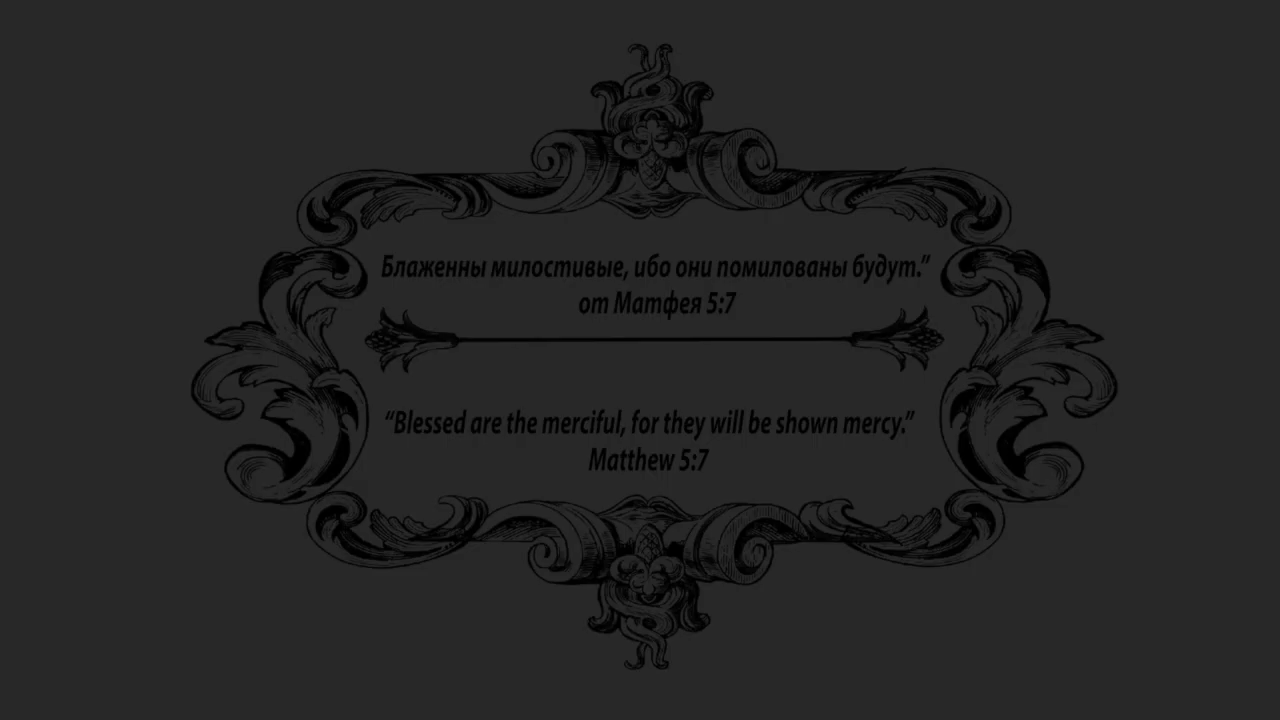 Блаженны милостивые, ибо они помилованы будут.”
от Матфея 5:7
“Blessed are the merciful, for they will be shown mercy.”
Matthew 5:7